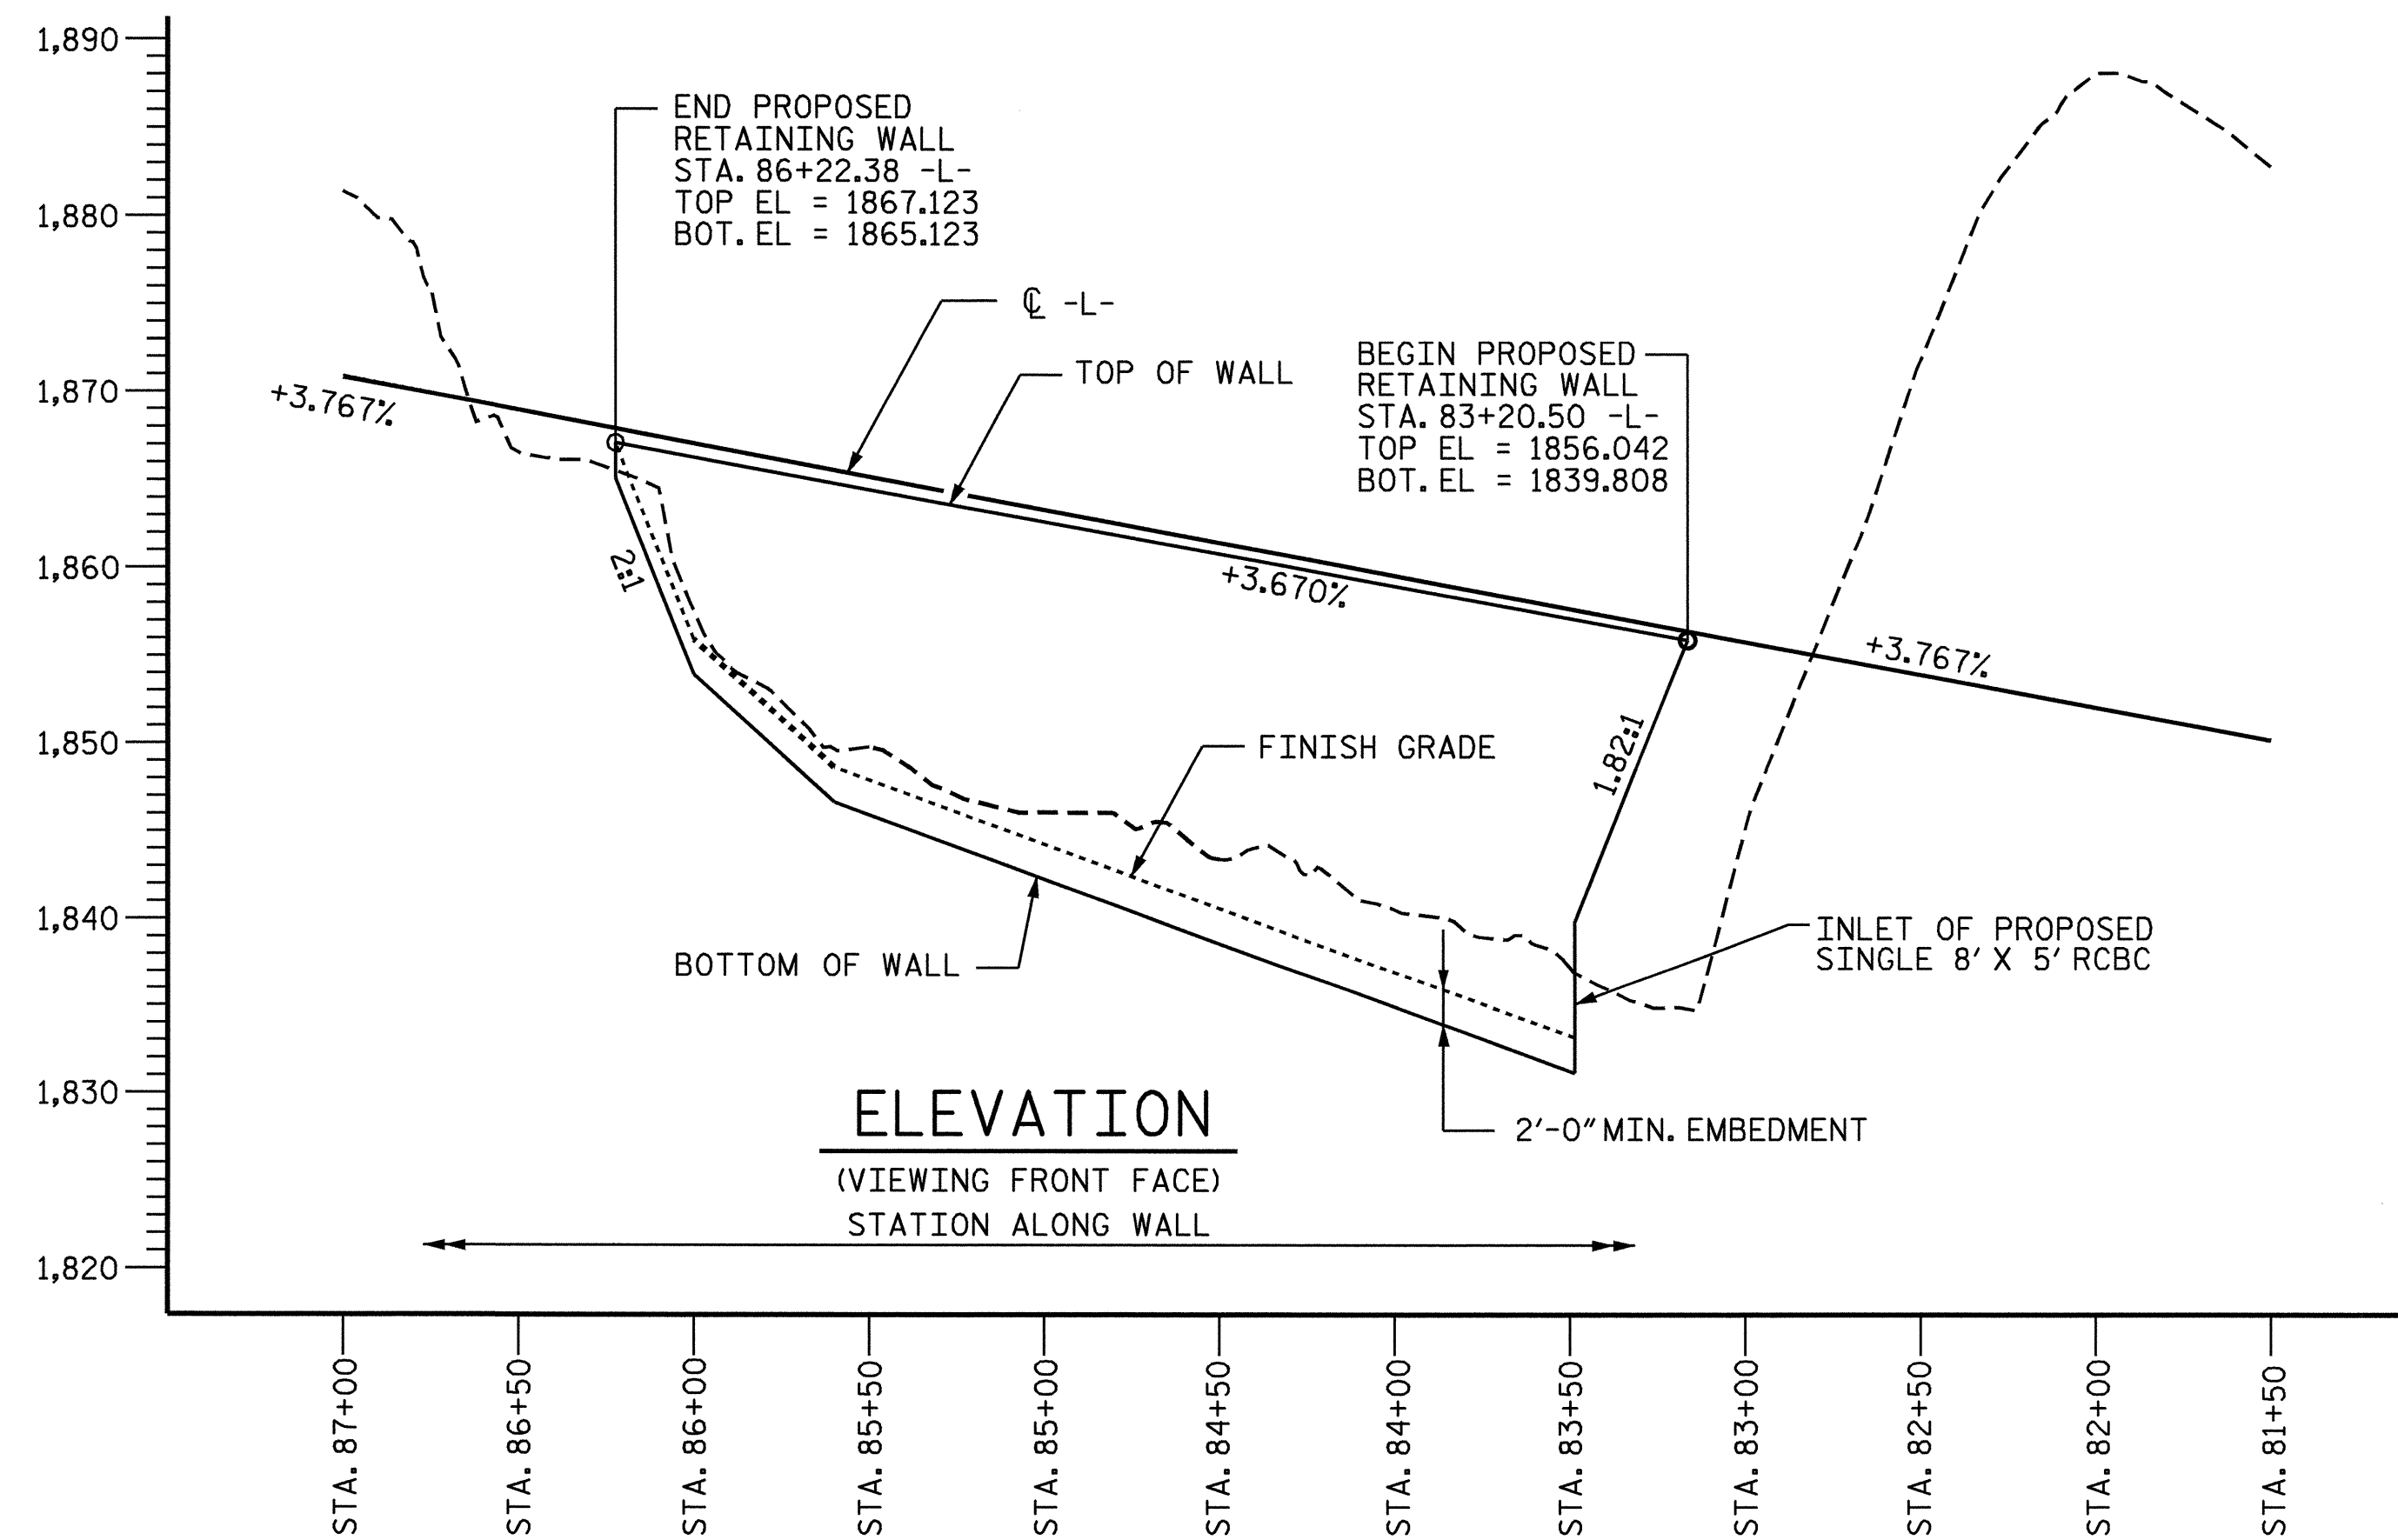 1,890
1,880
1,870
1,860
1,850
1,840
1,830
1,820
END PROPOSED
RETAINING WALL
STA. 86+22.38 -L-
TOP EL = 1867.123
BOT. EL = 1865.123
℄ -L-
TOP OF WALL
BEGIN PROPOSED
RETAINING WALL
STA. 83+20.50 -L-
TOP EL = 1856.042
BOT. EL = 1839.808
+3.767%
+3.670%
+3.767%
2:1
1.82:1
FINISH GRADE
BOTTOM OF WALL
INLET OF PROPOSED
SINGLE 8' X 5' RCBC
2'-0" MIN. EMBEDMENT
ELEVATION
(VIEWING FRONT FACE)
STATION ALONG WALL
STA. 87+00
STA. 86+50
STA. 86+00
STA. 85+50
STA. 85+00
STA. 84+50
STA. 84+00
STA. 83+50
STA. 83+00
STA. 82+50
STA. 82+00
STA. 81+50